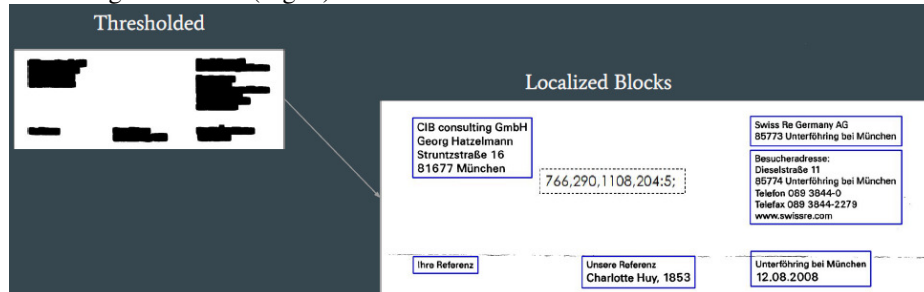 Thresholded
Localized Blocks
CIB consulting GmbH
Georg Hatzelmann
Struntzstraße 16
81677 München
766,290,1108,204:5;
Swiss Re Germany AG
85773 Unterföhring bei München
Besucheradresse:
Dieselstraße 11
85774 Unterföhring bei München
Telefon 089 3844-0
Telefax 089 3844-2279
www.swissre.com
Ihre Referenz
Unsere Referenz
Charlotte Huy, 1853
Unterföhring bei München
12.08.2008